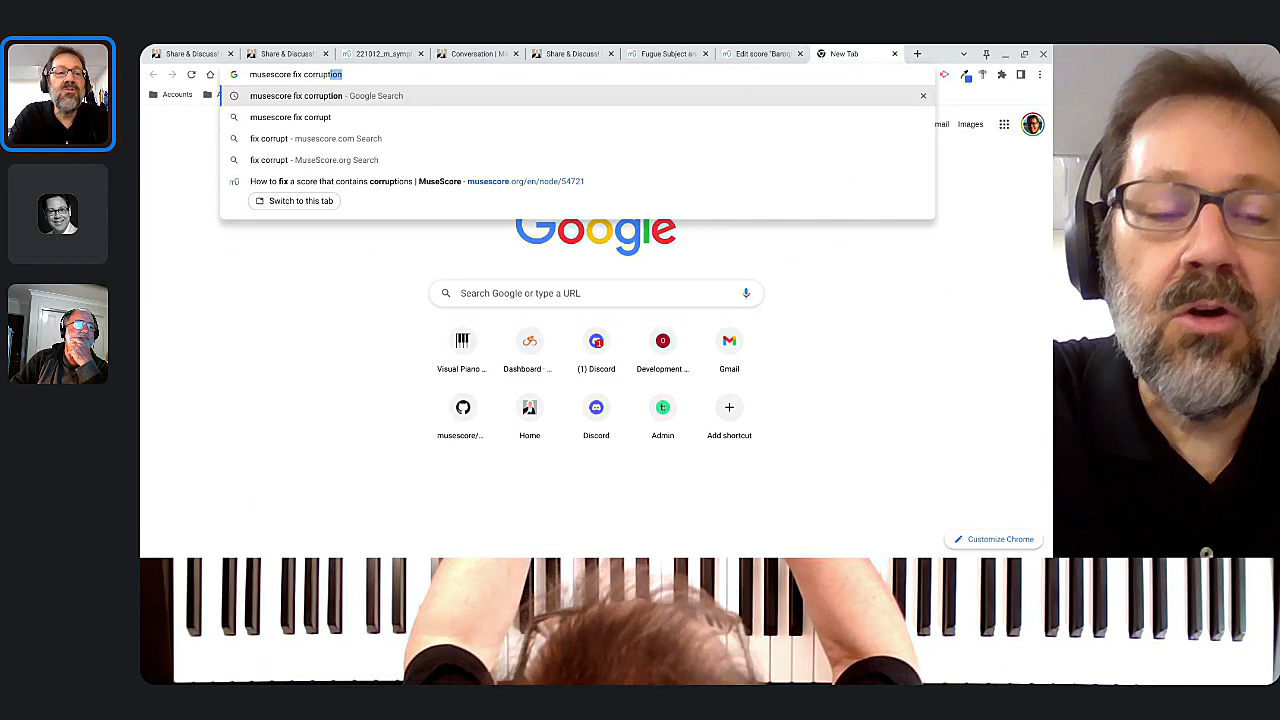 Share & Discuss!
Share & Discuss!
221012_m_sympl
Conversation | M
Share & Discuss!
Fugue Subject an
Edit score "Baroq
New Tab
musescore fix corruption
Accounts
musescore fix corruption - Google Search
musescore fix corrupt
fix corrupt - musescore.com Search
fix corrupt - MuseScore.org Search
How to fix a score that contains corruptions | MuseScore - musescore.org/en/node/54721
Switch to this tab
mail
Images
Google
Search Google or type a URL
Visual Piano ...
Dashboard · ...
(1) Discord
Development ...
Gmail
musescore/...
Home
Discord
Admin
Add shortcut
Customize Chrome